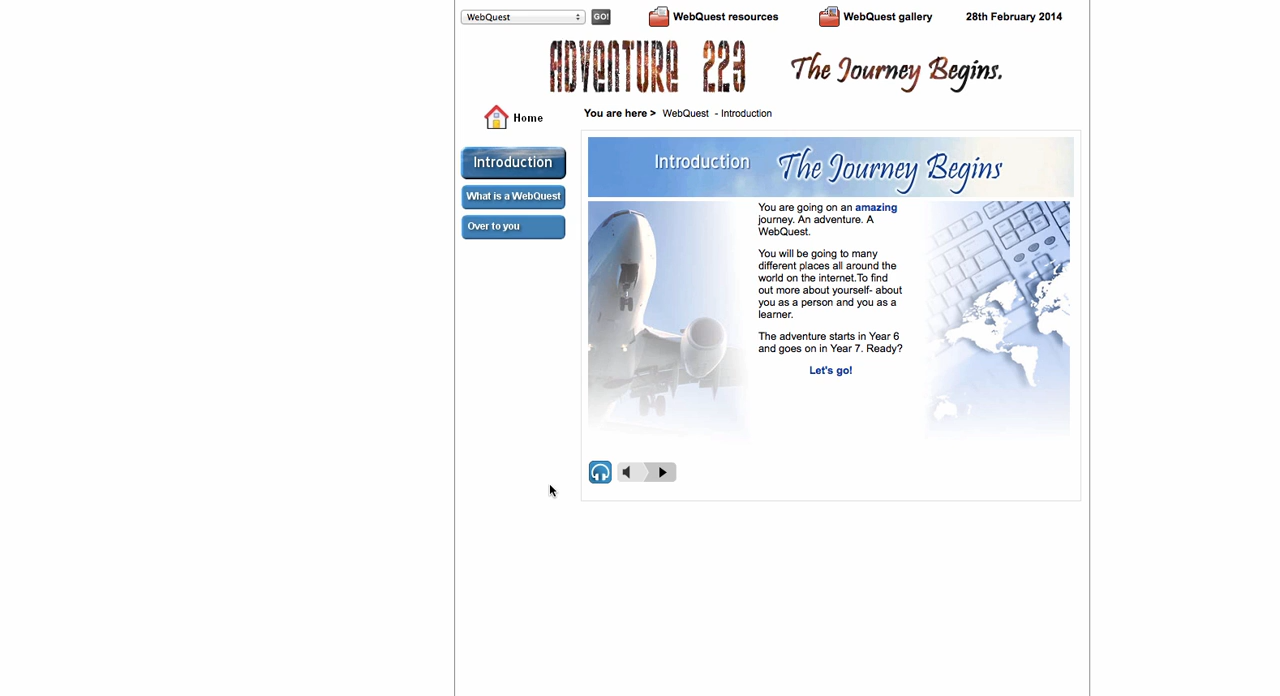 WebQuest GO! WebQuest resources WebQuest gallery 28th February 2014
ADVENTURE 223 The Journey Begins.
Home
You are here > WebQuest - Introduction
Introduction
What is a WebQuest
Over to you
Introduction The Journey Begins
You are going on an amazing
journey. An adventure. A
WebQuest.
You will be going to many
different places all around the
world on the internet.To find
out more about yourself- about
you as a person and you as a
learner.
The adventure starts in Year 6
and goes on in Year 7. Ready?
Let's go!